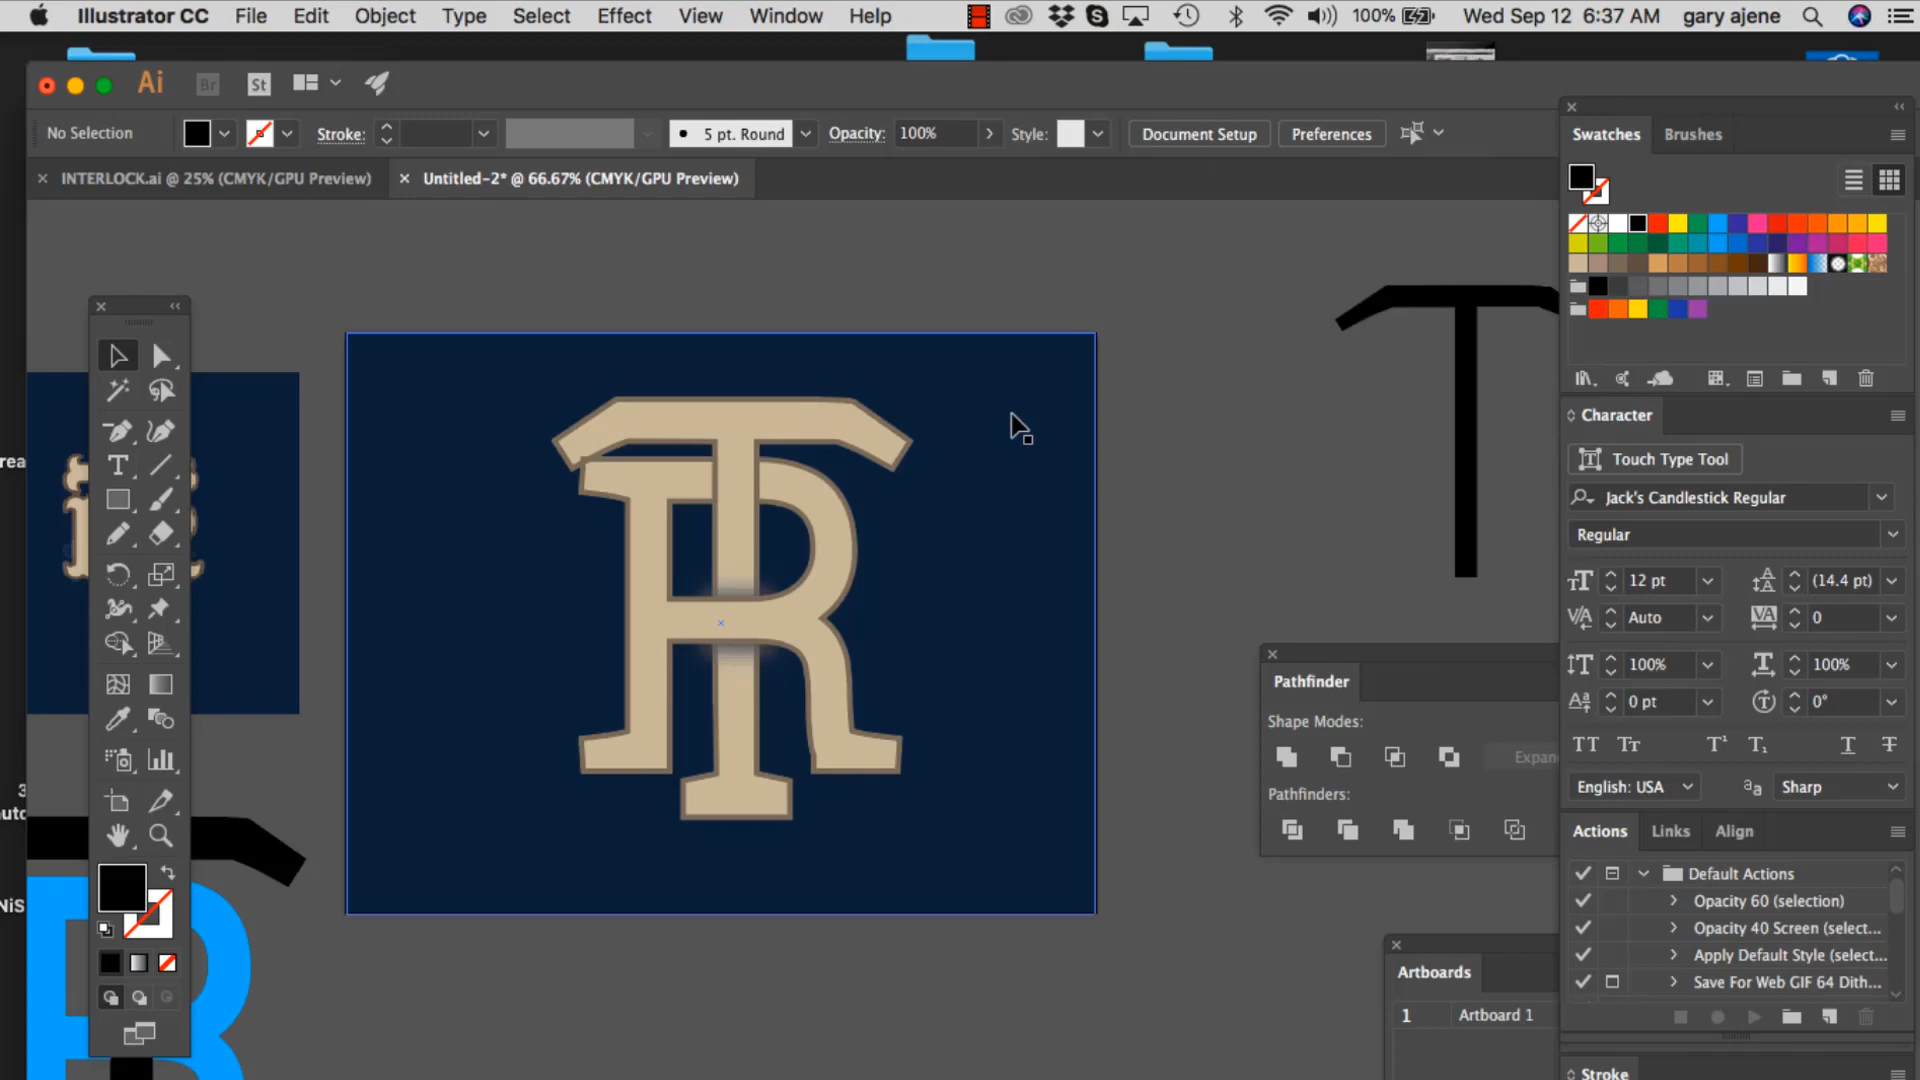 Illustrator CC File Edit Object Type Select Effect View Window Help 100% Wed Sep 12 6:37 AM gary ajene
Ai Br St
No Selection Stroke: 5 pt. Round Opacity: 100% Style: Document Setup Preferences
INTERLOCK.ai @ 25% (CMYK/GPU Preview) Untitled-2* @ 66.67% (CMYK/GPU Preview)
Swatches Brushes
T
TR
Character
Touch Type Tool
Jack's Candlestick Regular
Regular
12 pt (14.4 pt)
Auto 0
100% 100%
0 pt 0°
English: USA Sharp
Pathfinder
Shape Modes:
Expan
Pathfinders:
Actions Links Align
Default Actions
Opacity 60 (selection)
Opacity 40 Screen (select...
Apply Default Style (select...
Save For Web GIF 64 Dith...
Artboards
1 Artboard 1
Stroke